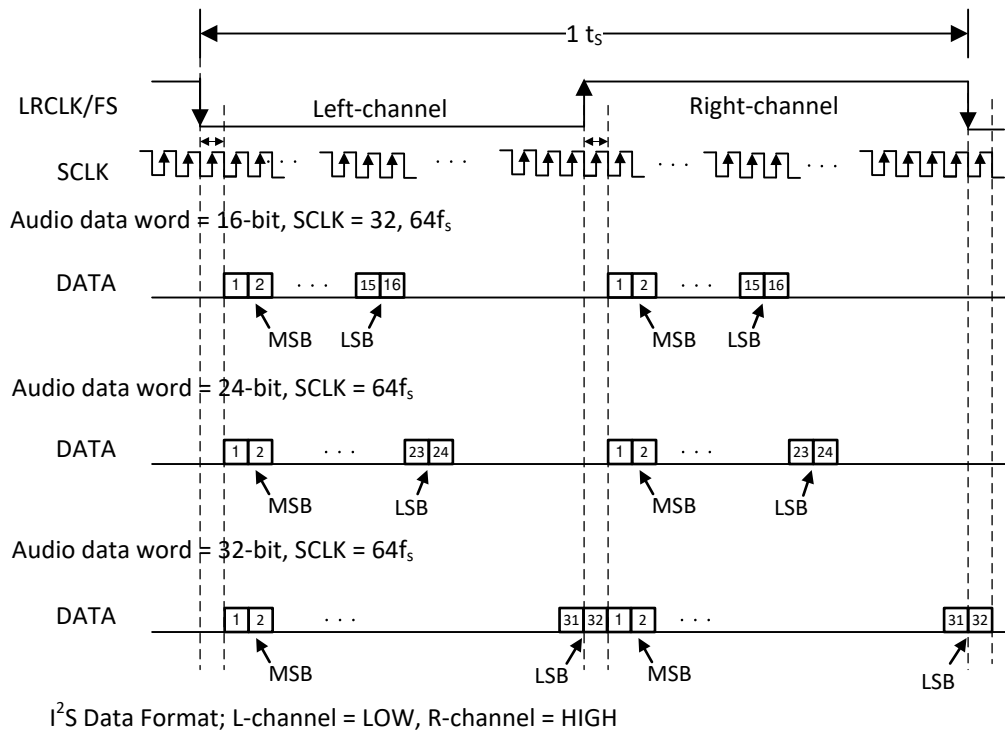 1 tₛ
LRCLK/FS Left-channel Right-channel
SCLK · · · · · · · · · · · ·
Audio data word = 16-bit, SCLK = 32, 64fₛ
DATA 1 2 · · · 15 16 1 2 · · · 15 16
MSB LSB MSB LSB
Audio data word = 24-bit, SCLK = 64fₛ
DATA 1 2 · · · 23 24 1 2 · · · 23 24
MSB LSB MSB LSB
Audio data word = 32-bit, SCLK = 64fₛ
DATA 1 2 · · · 31 32 1 2 · · · 31 32
MSB LSB MSB LSB
I²S Data Format; L-channel = LOW, R-channel = HIGH